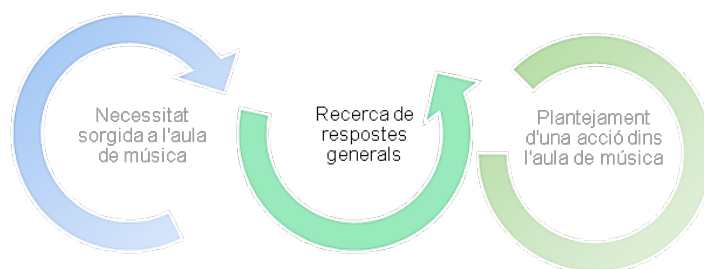 Necessitat
sorgida a l'aula
de música
Recerca de
respostes
generals
Plantejament
d'una acció dins
l'aula de música